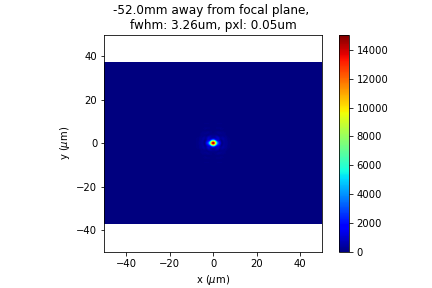 -52.0mm away from focal plane,
fwhm: 3.26um, pxl: 0.05um
40
20
0
−20
−40
y (μm)
−40 −20 0 20 40
x (μm)
14000
12000
10000
8000
6000
4000
2000
0